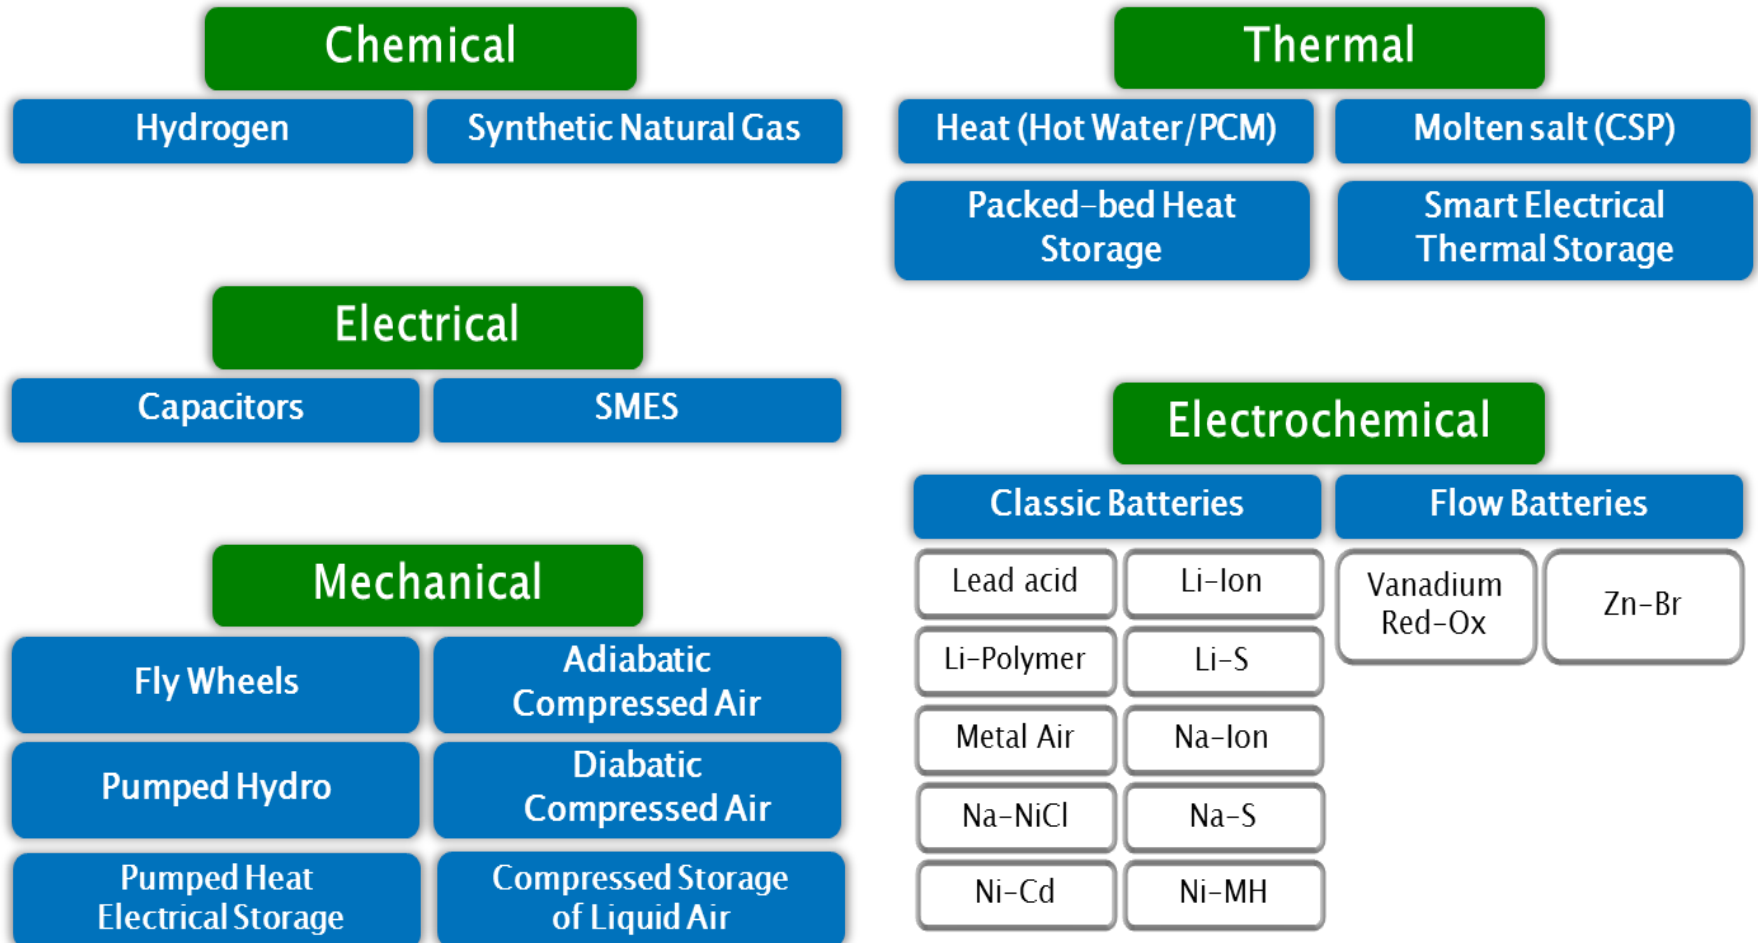 Chemical
Hydrogen
Synthetic Natural Gas
Electrical
Capacitors
SMES
Mechanical
Fly Wheels
Adiabatic
Compressed Air
Pumped Hydro
Diabatic
Compressed Air
Pumped Heat
Electrical Storage
Compressed Storage
of Liquid Air
Thermal
Heat (Hot Water/PCM)
Molten salt (CSP)
Packed-bed Heat
Storage
Smart Electrical
Thermal Storage
Electrochemical
Classic Batteries
Flow Batteries
Lead acid
Li-Ion
Vanadium
Red-Ox
Zn-Br
Li-Polymer
Li-S
Metal Air
Na-Ion
Na-NiCl
Na-S
Ni-Cd
Ni-MH